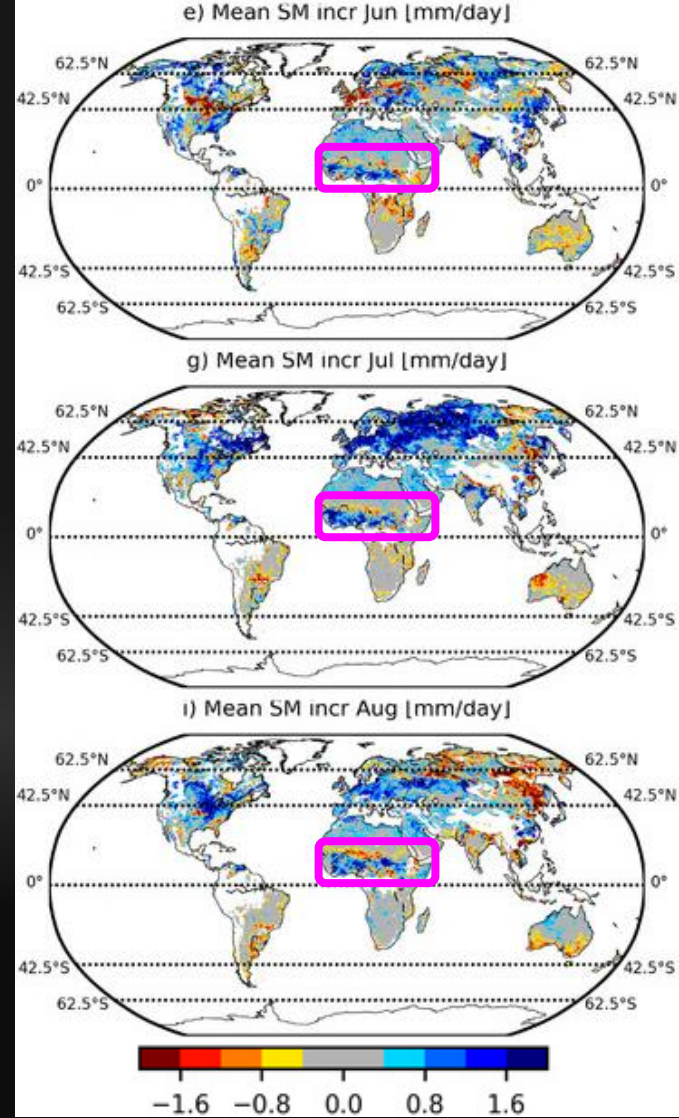 e) Mean SM incr Jun [mm/day]
62.5°N 62.5°N
42.5°N 42.5°N
0° 0°
42.5°S 42.5°S
62.5°S 62.5°S
g) Mean SM incr Jul [mm/day]
62.5°N 62.5°N
42.5°N 42.5°N
0° 0°
42.5°S 42.5°S
62.5°S 62.5°S
i) Mean SM incr Aug [mm/day]
62.5°N 62.5°N
42.5°N 42.5°N
0° 0°
42.5°S 42.5°S
62.5°S 62.5°S
−1.6 −0.8 0.0 0.8 1.6